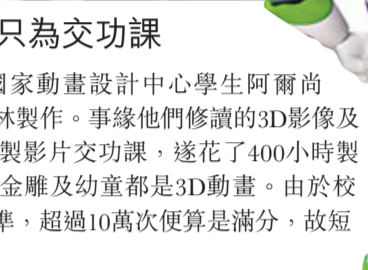 只為交功課
國家動畫設計中心學生阿爾尚
林製作。事緣他們修讀的3D影像及
製影片交功課，遂花了400小時製
金雕及幼童都是3D動畫。由於校
準，超過10萬次便算是滿分，故短